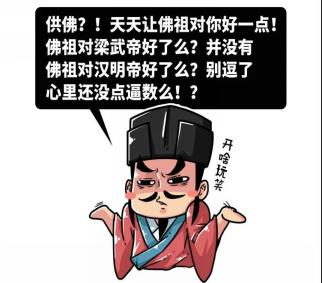 供佛？！天天让佛祖对你好一点！
佛祖对梁武帝好了么？并没有
佛祖对汉明帝好了么？别逗了
心里还没点逼数么！？
开啥玩笑